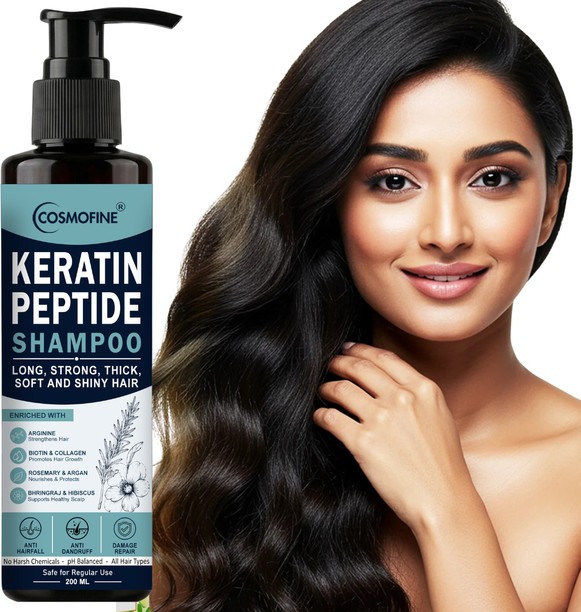 COSMOFINE ®
KERATIN
PEPTIDE
SHAMPOO
LONG, STRONG, THICK,
SOFT AND SHINY HAIR
ENRICHED WITH
ARGININE
Strengthens Hair
BIOTIN & COLLAGEN
Promotes Hair Growth
ROSEMARY & ARGAN
Nourishes & Protects
BHRINGRAJ & HIBISCUS
Supports Healthy Scalp
ANTI HAIRFALL
ANTI DANDRUFF
DAMAGE REPAIR
No Harsh Chemicals - pH Balanced - All Hair Types
Safe for Regular Use
200 ML